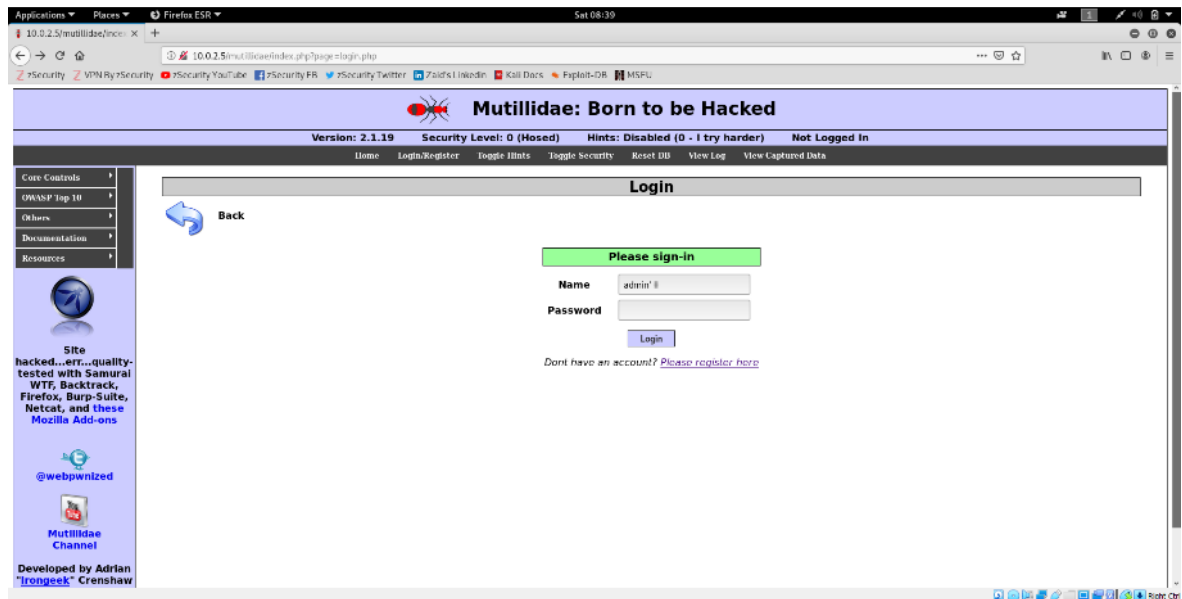 Applications Places Firefox ESR Sat 08:39 1
10.0.2.5/mutillidae/index ×
10.0.2.5/mutillidae/index.php?page=login.php
zSecurity VPN By zSecurity zSecurity YouTube zSecurity FB zSecurity Twitter Zaid's Linkedin Kali Docs Exploit-DB MSFU
Mutillidae: Born to be Hacked
Version: 2.1.19 Security Level: 0 (Hosed) Hints: Disabled (0 - I try harder) Not Logged In
Home Login/Register Toggle Hints Toggle Security Reset DB View Log View Captured Data
Core Controls
OWASP Top 10
Others
Documentation
Resources
Site
hacked...err...quality-
tested with Samurai
WTF, Backtrack,
Firefox, Burp-Suite,
Netcat, and these
Mozilla Add-ons
@webpwnized
Mutillidae
Channel
Developed by Adrian
"Irongeek" Crenshaw
Login
Back
Please sign-in
Name admin'
Password
Login
Dont have an account? Please register here
Right Ctrl